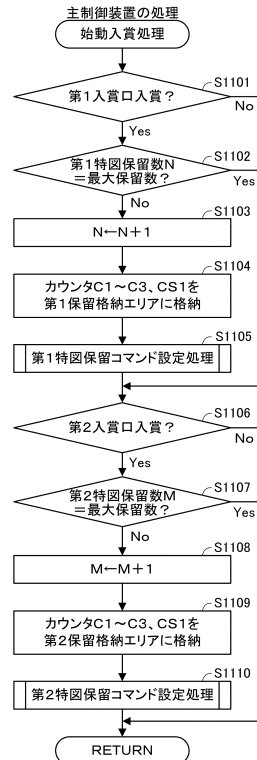 主制御装置の処理
始動入賞処理
S1101
第1入賞口入賞？
No
Yes
S1102
第1特図保留数N
＝最大保留数？
Yes
No
S1103
N←N＋1
S1104
カウンタC1～C3、CS1を
第1保留格納エリアに格納
S1105
第1特図保留コマンド設定処理
S1106
第2入賞口入賞？
No
Yes
S1107
第2特図保留数M
＝最大保留数？
Yes
No
S1108
M←M＋1
S1109
カウンタC1～C3、CS1を
第2保留格納エリアに格納
S1110
第2特図保留コマンド設定処理
RETURN